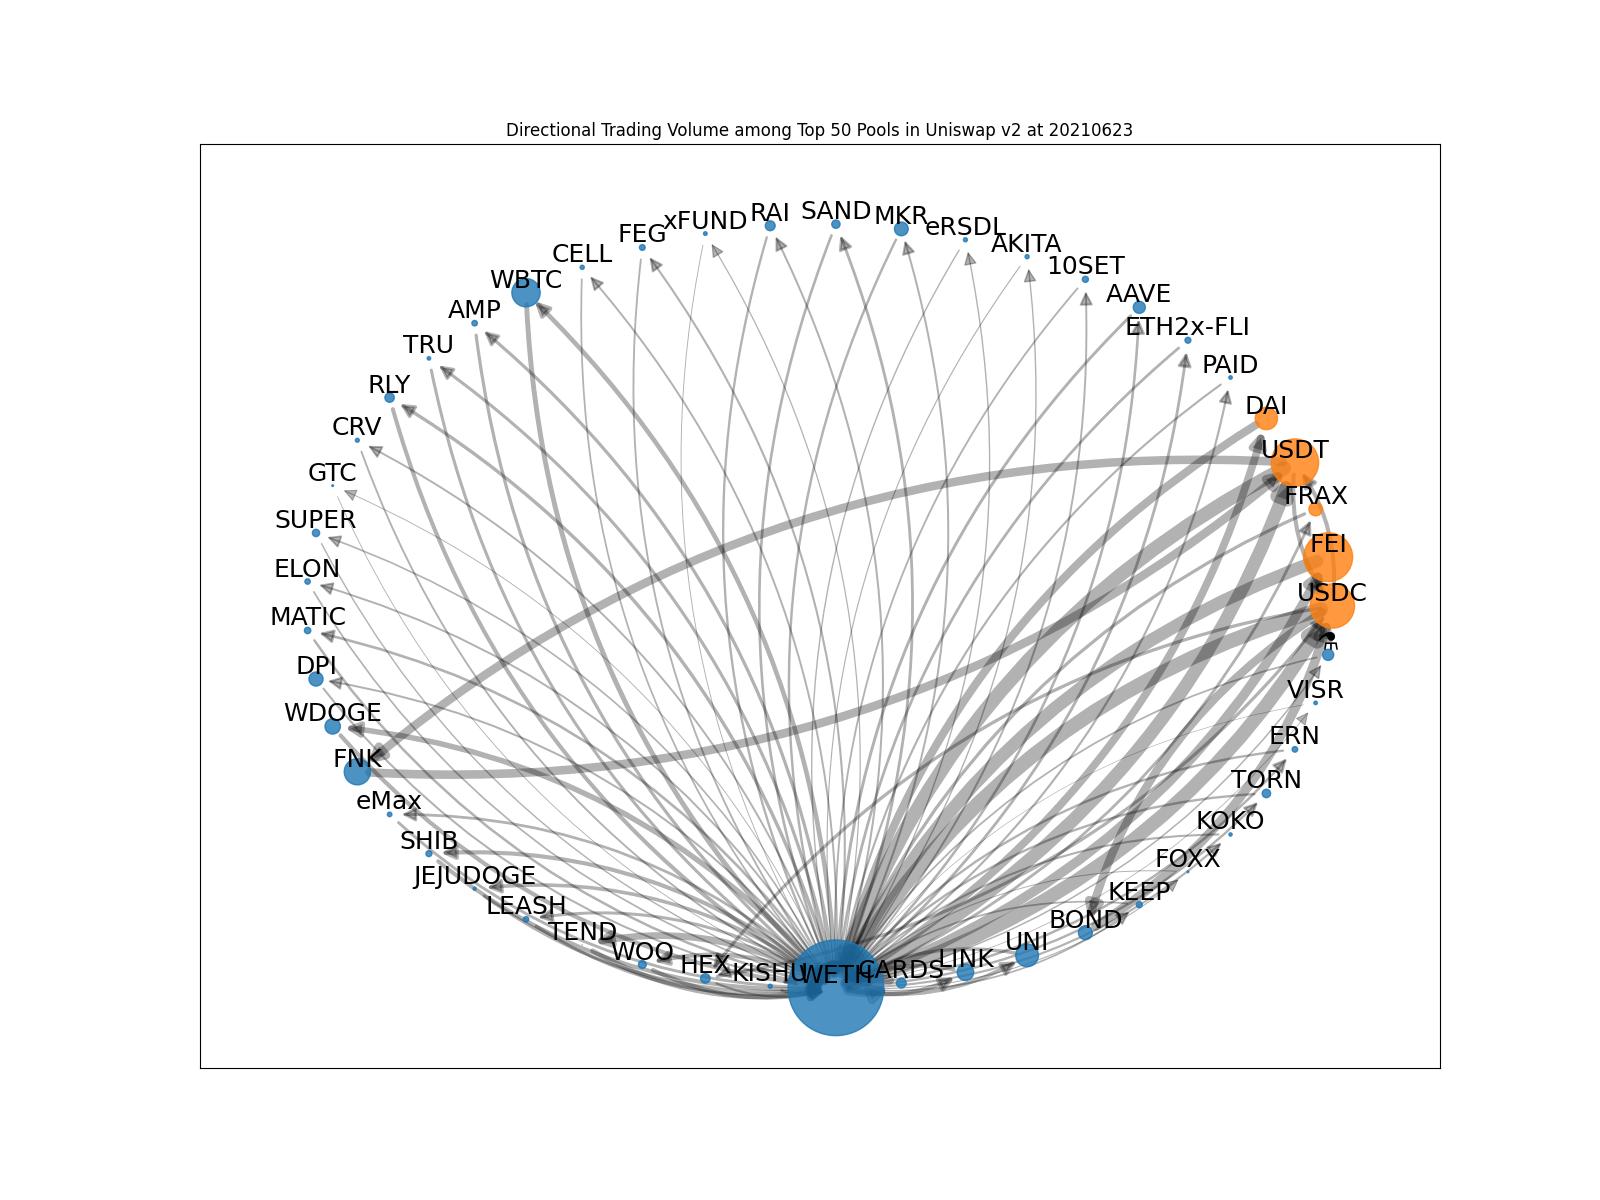 Directional Trading Volume among Top 50 Pools in Uniswap v2 at 20210623
RAI
SAND
MKR
xFUND
eRSDL
FEG
AKITA
CELL
10SET
WBTC
AAVE
AMP
ETH2x-FLI
TRU
PAID
RLY
DAI
CRV
USDT
GTC
FRAX
SUPER
FEI
ELON
USDC
MATIC
DPI
VISR
WDOGE
ERN
FNK
TORN
eMax
KOKO
SHIB
FOXX
JEJUDOGE
KEEP
LEASH
BOND
TEND
UNI
WOO
LINK
HEX
KISHU
WETH
CARDS